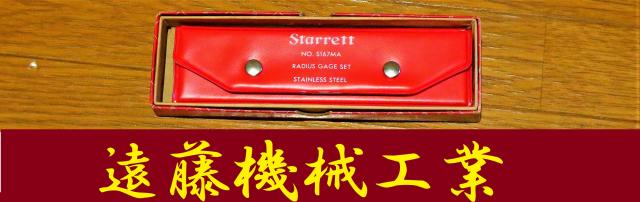 Starrett
NO. S167MA
RADIUS GAGE SET
STAINLESS STEEL
遠藤機械工業